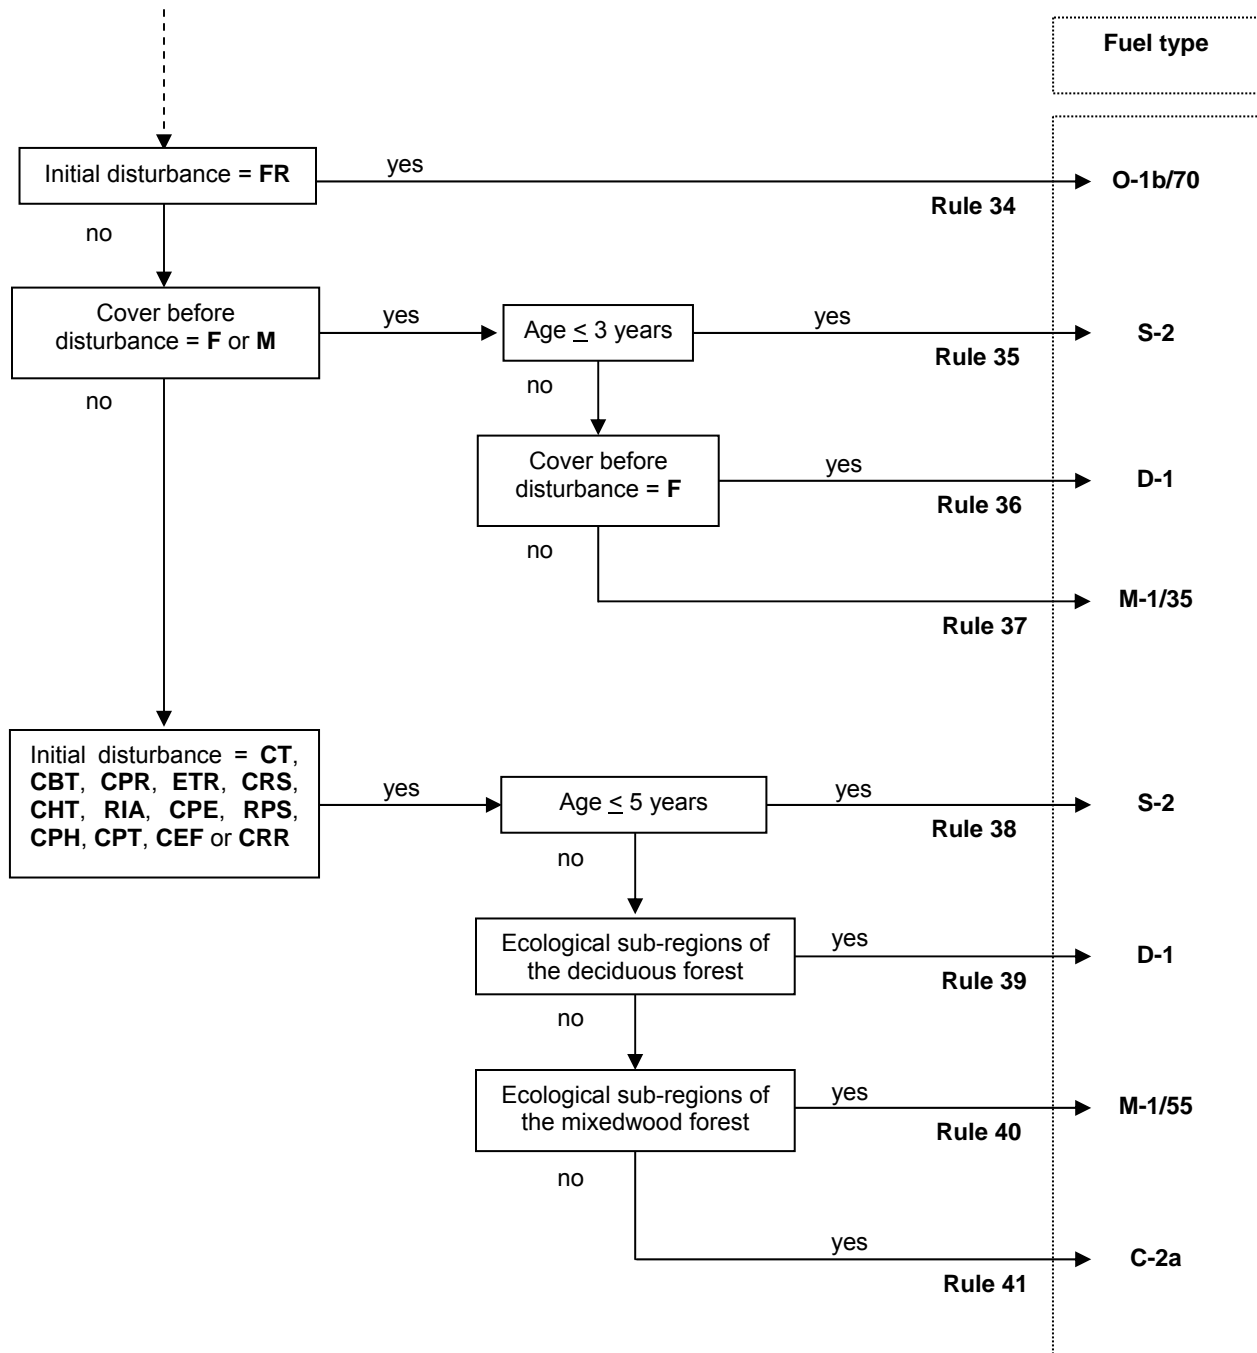 Fuel type
Initial disturbance = FR
yes
Rule 34
O-1b/70
no
Cover before
disturbance = F or M
yes
Age ≤ 3 years
yes
Rule 35
S-2
no
no
Cover before
disturbance = F
yes
Rule 36
D-1
no
Rule 37
M-1/35
Initial disturbance = CT,
CBT, CPR, ETR, CRS,
CHT, RIA, CPE, RPS,
CPH, CPT, CEF or CRR
yes
Age ≤ 5 years
yes
Rule 38
S-2
no
Ecological sub-regions of
the deciduous forest
yes
Rule 39
D-1
no
Ecological sub-regions of
the mixedwood forest
yes
Rule 40
M-1/55
no
yes
Rule 41
C-2a